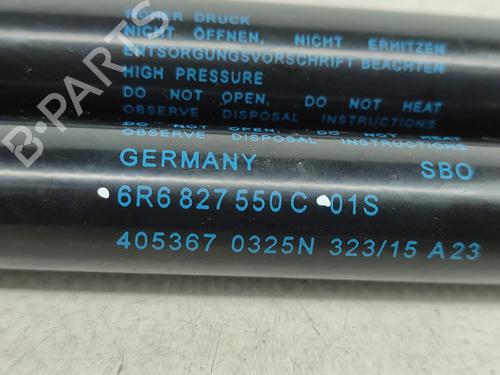 DRUCK
NICHT ÖFFNEN, NICHT ERHITZEN
ENTSORGUNGSVORSCHRIFT BEACHTEN
HIGH PRESSURE
DO NOT OPEN, DO NOT HEAT
OBSERVE DISPOSAL INSTRUCTIONS
OBSERVE DISPOSAL INSTRUCTIONS
GERMANY SBO
6R6 827 550 C 01S
405367 0325N 323/15 A23
B-PARTS